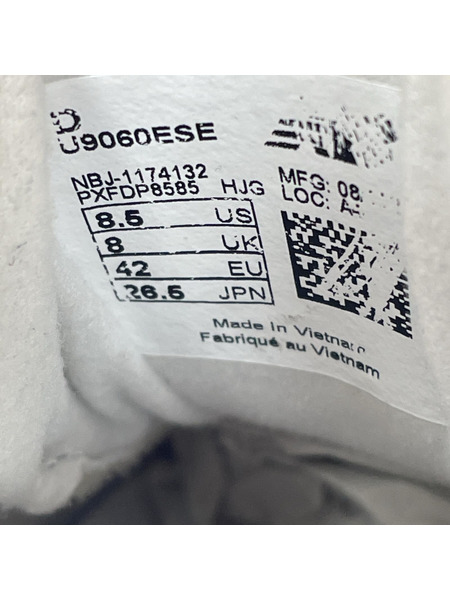 D
U9060ESE
NBJ-1174132
PXFDP8585 HJG
MFG: 08
LOC: A
8.5 US
8 UK
42 EU
26.5 JPN
Made in Vietnam
Fabriqué au Vietnam